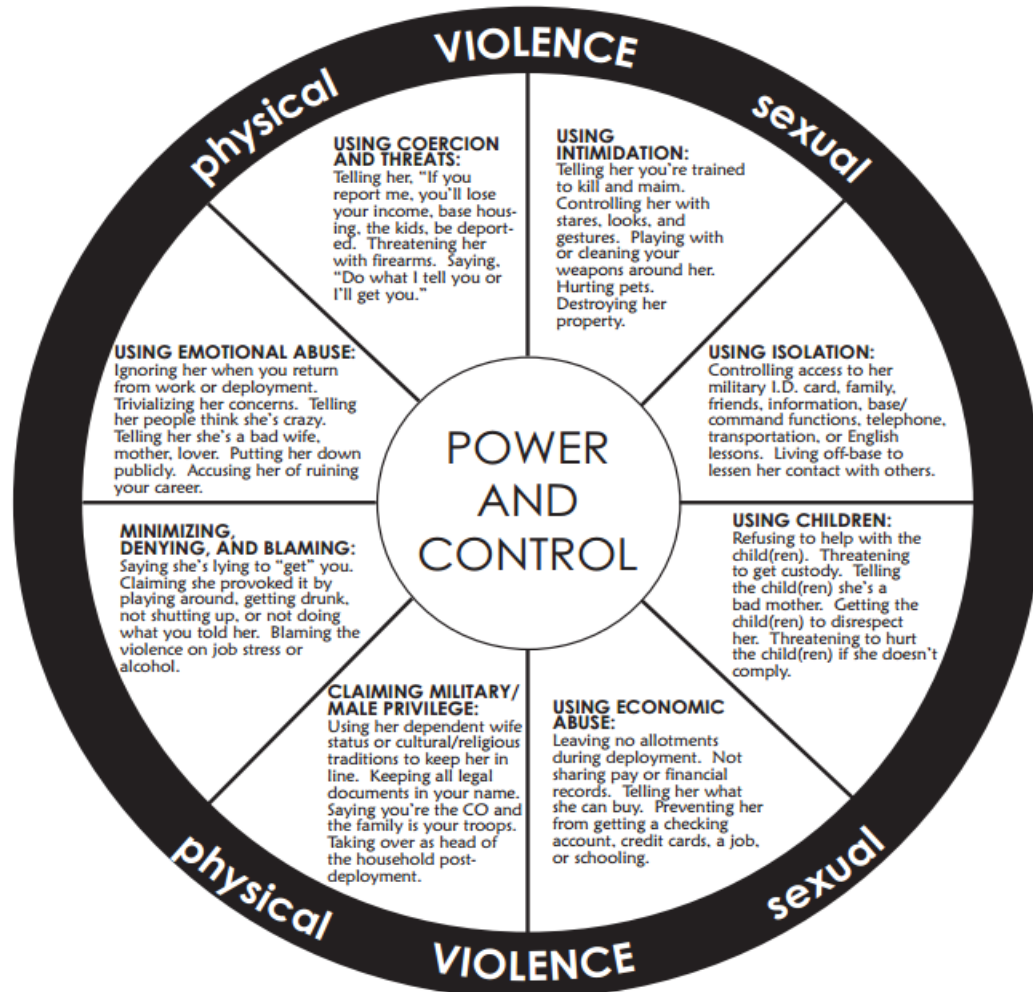 physical
VIOLENCE
sexual
USING COERCION
AND THREATS:
Telling her, “If you
report me, you’ll lose
your income, base hous-
ing, the kids, be deport-
ed.  Threatening her
with firearms.  Saying,
“Do what I tell you or
I’ll get you.”
USING
INTIMIDATION:
Telling her you’re trained
to kill and maim.
Controlling her with
stares, looks, and
gestures.  Playing with
or cleaning your
weapons around her.
Hurting pets.
Destroying her
property.
USING EMOTIONAL ABUSE:
Ignoring her when you return
from work or deployment.
Trivializing her concerns.  Telling
her people think she’s crazy.
Telling her she’s a bad wife,
mother, lover.  Putting her down
publicly.  Accusing her of ruining
your career.
USING ISOLATION:
Controlling access to her
military I.D. card, family,
friends, information, base/
command functions, telephone,
transportation, or English
lessons.  Living off-base to
lessen her contact with others.
POWER
AND
CONTROL
MINIMIZING,
DENYING, AND BLAMING:
Saying she’s lying to “get” you.
Claiming she provoked it by
playing around, getting drunk,
not shutting up, or not doing
what you told her.  Blaming the
violence on job stress or
alcohol.
USING CHILDREN:
Refusing to help with the
child(ren).  Threatening
to get custody.  Telling
the child(ren) she’s a
bad mother.  Getting the
child(ren) to disrespect
her.  Threatening to hurt
the child(ren) if she doesn’t
comply.
CLAIMING MILITARY/
MALE PRIVILEGE:
Using her dependent wife
status or cultural/religious
traditions to keep her in
line.  Keeping all legal
documents in your name.
Saying you’re the CO and
the family is your troops.
Taking over as head of
the household post-
deployment.
USING ECONOMIC
ABUSE:
Leaving no allotments
during deployment.  Not
sharing pay or financial
records.  Telling her what
she can buy.  Preventing her
from getting a checking
account, credit cards, a job,
or schooling.
physical
VIOLENCE
sexual